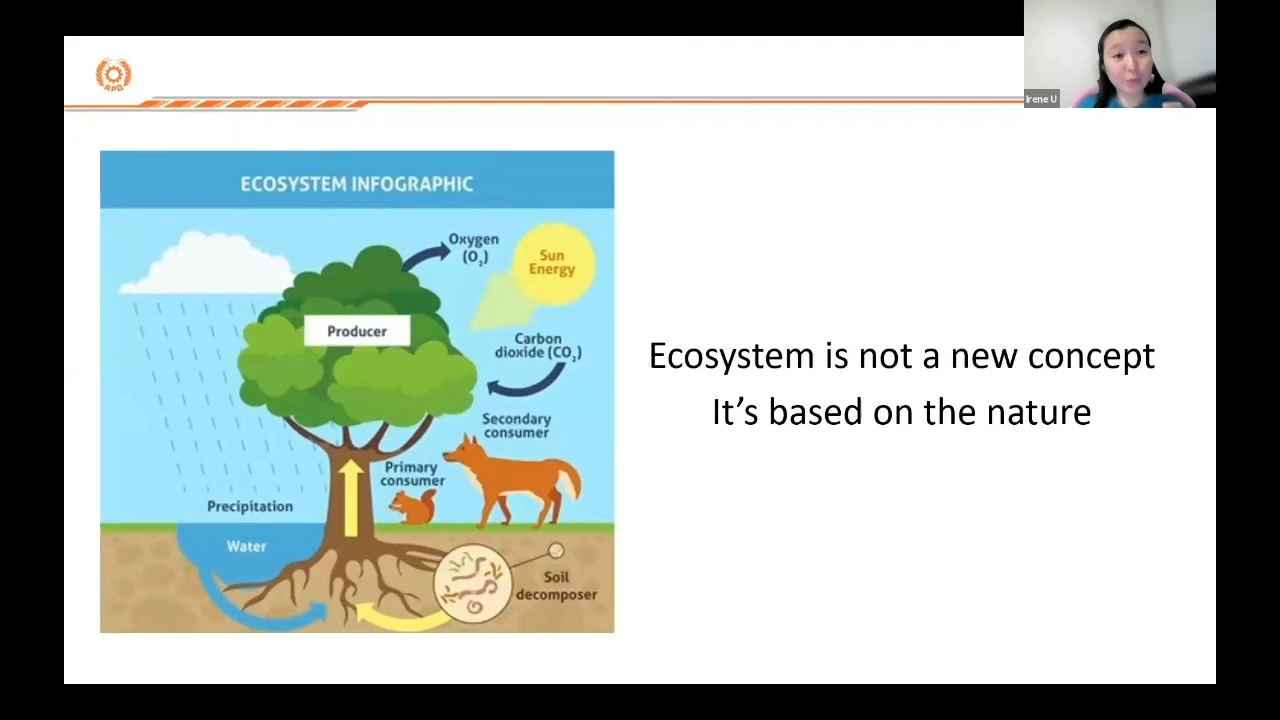 APO
Irene U
ECOSYSTEM INFOGRAPHIC
Oxygen
(O₂)
Sun
Energy
Producer
Carbon
dioxide (CO₂)
Secondary
consumer
Primary
consumer
Precipitation
Water
Soil
decomposer
Ecosystem is not a new concept
It’s based on the nature